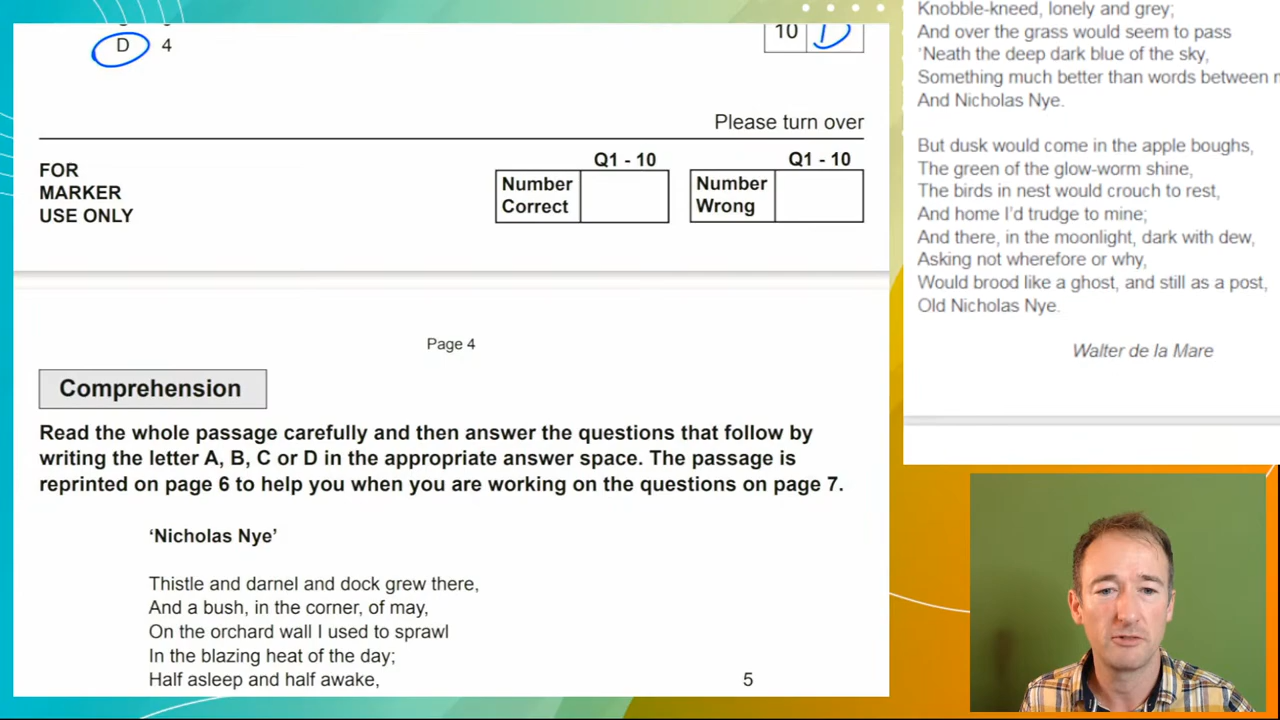 D 4
10 D
Please turn over
FOR
MARKER
USE ONLY
Q1 - 10
Number
Correct
Q1 - 10
Number
Wrong
Page 4
Comprehension
Read the whole passage carefully and then answer the questions that follow by
writing the letter A, B, C or D in the appropriate answer space. The passage is
reprinted on page 6 to help you when you are working on the questions on page 7.
‘Nicholas Nye’
Thistle and darnel and dock grew there,
And a bush, in the corner, of may,
On the orchard wall I used to sprawl
In the blazing heat of the day;
Half asleep and half awake,
5
Knobble-kneed, lonely and grey;
And over the grass would seem to pass
‘Neath the deep dark blue of the sky,
Something much better than words between
And Nicholas Nye.
But dusk would come in the apple boughs,
The green of the glow-worm shine,
The birds in nest would crouch to rest,
And home I’d trudge to mine;
And there, in the moonlight, dark with dew,
Asking not wherefore or why,
Would brood like a ghost, and still as a post,
Old Nicholas Nye.
Walter de la Mare